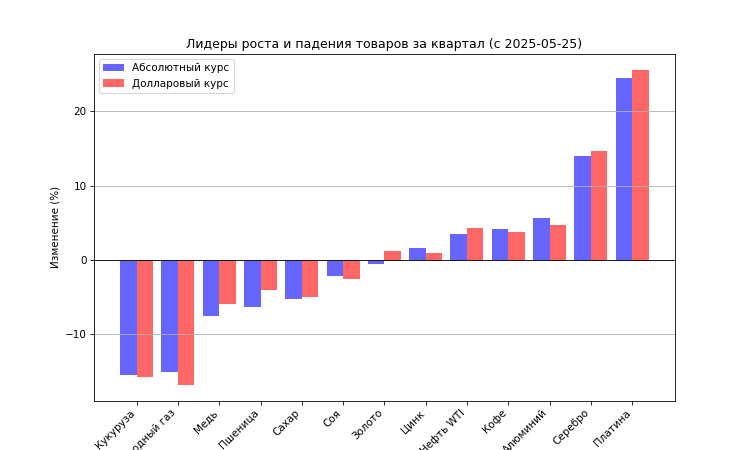 Лидеры роста и падения товаров за квартал (с 2025-05-25)
Абсолютный курс
Долларовый курс
Изменение (%)
20
10
0
−10
Кукуруза
одный газ
Медь
Пшеница
Сахар
Соя
Золото
Цинк
Нефть WTI
Кофе
Алюминий
Серебро
Платина